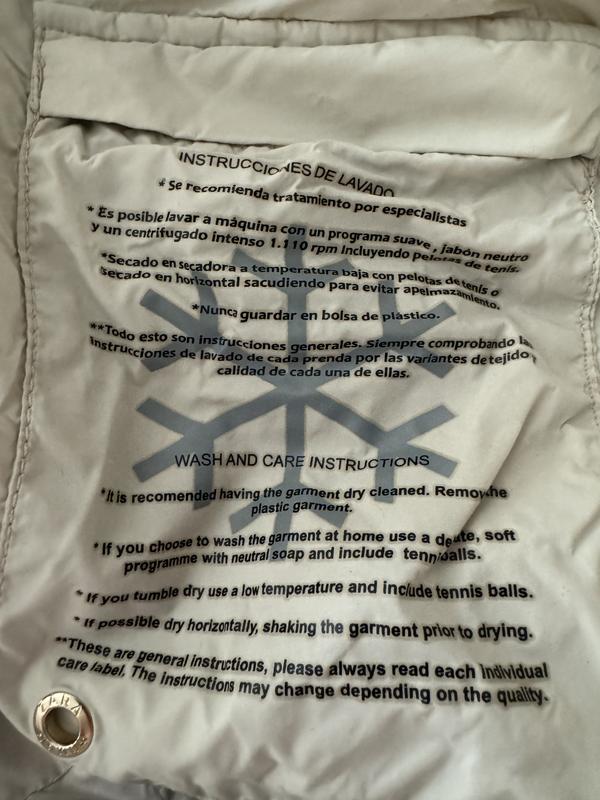 INSTRUCCIONES DE LAVADO
* Se recomienda tratamiento por especialistas
* Es posible lavar a máquina con un programa suave, jabón neutro
y un centrifugado intenso 1.110 rpm incluyendo pelotas de tenis.
*Secado en secadora a temperatura baja con pelotas de tenis o
secado en horizontal sacudiendo para evitar apelmazamiento.
*Nunca guardar en bolsa de plástico.
**Todo esto son instrucciones generales. Siempre comprobando las
instrucciones de lavado de cada prenda por las variantes de tejido y
calidad de cada una de ellas.
WASH AND CARE INSTRUCTIONS
*It is recomended having the garment dry cleaned. Remove the
plastic garment.
*If you choose to wash the garment at home use a soft
programme with neutral soap and include
* If you tumble dry use a low temperature and include tennis balls.
* If possible dry horizontally, shaking the garment prior to drying.
**These are general instructions, please always read each individual
care label. The instructions may change depending on the quality.
ZARA